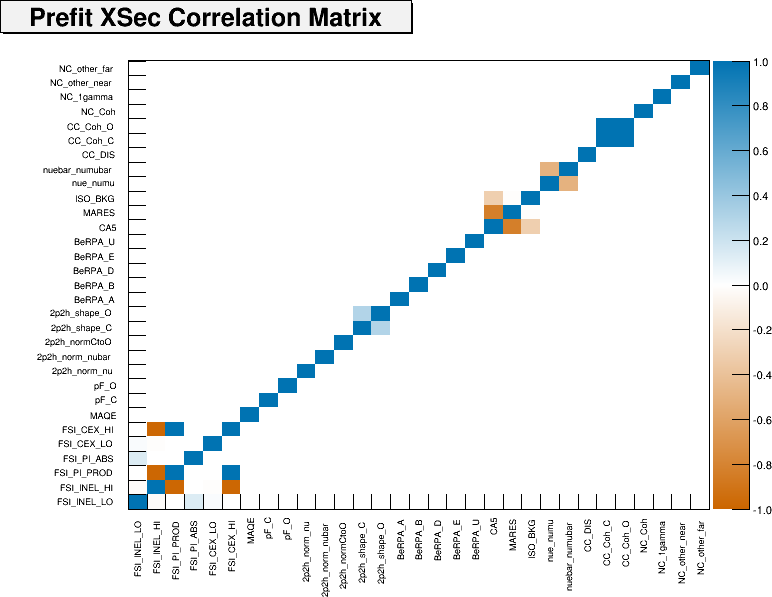 Prefit XSec Correlation Matrix
NC_other_far
NC_other_near
NC_1gamma
NC_Coh
CC_Coh_O
CC_Coh_C
CC_DIS
nuebar_numubar
nue_numu
ISO_BKG
MARES
CA5
BeRPA_U
BeRPA_E
BeRPA_D
BeRPA_B
BeRPA_A
2p2h_shape_O
2p2h_shape_C
2p2h_normCtoO
2p2h_norm_nubar
2p2h_norm_nu
pF_O
pF_C
MAQE
FSI_CEX_HI
FSI_CEX_LO
FSI_PI_ABS
FSI_PI_PROD
FSI_INEL_HI
FSI_INEL_LO
FSI_INEL_LO
FSI_INEL_HI
FSI_PI_PROD
FSI_PI_ABS
FSI_CEX_LO
FSI_CEX_HI
MAQE
pF_C
pF_O
2p2h_norm_nu
2p2h_norm_nubar
2p2h_normCtoO
2p2h_shape_C
2p2h_shape_O
BeRPA_A
BeRPA_B
BeRPA_D
BeRPA_E
BeRPA_U
CA5
MARES
ISO_BKG
nue_numu
nuebar_numubar
CC_DIS
CC_Coh_C
CC_Coh_O
NC_Coh
NC_1gamma
NC_other_near
NC_other_far
1.0
0.8
0.6
0.4
0.2
0.0
-0.2
-0.4
-0.6
-0.8
-1.0